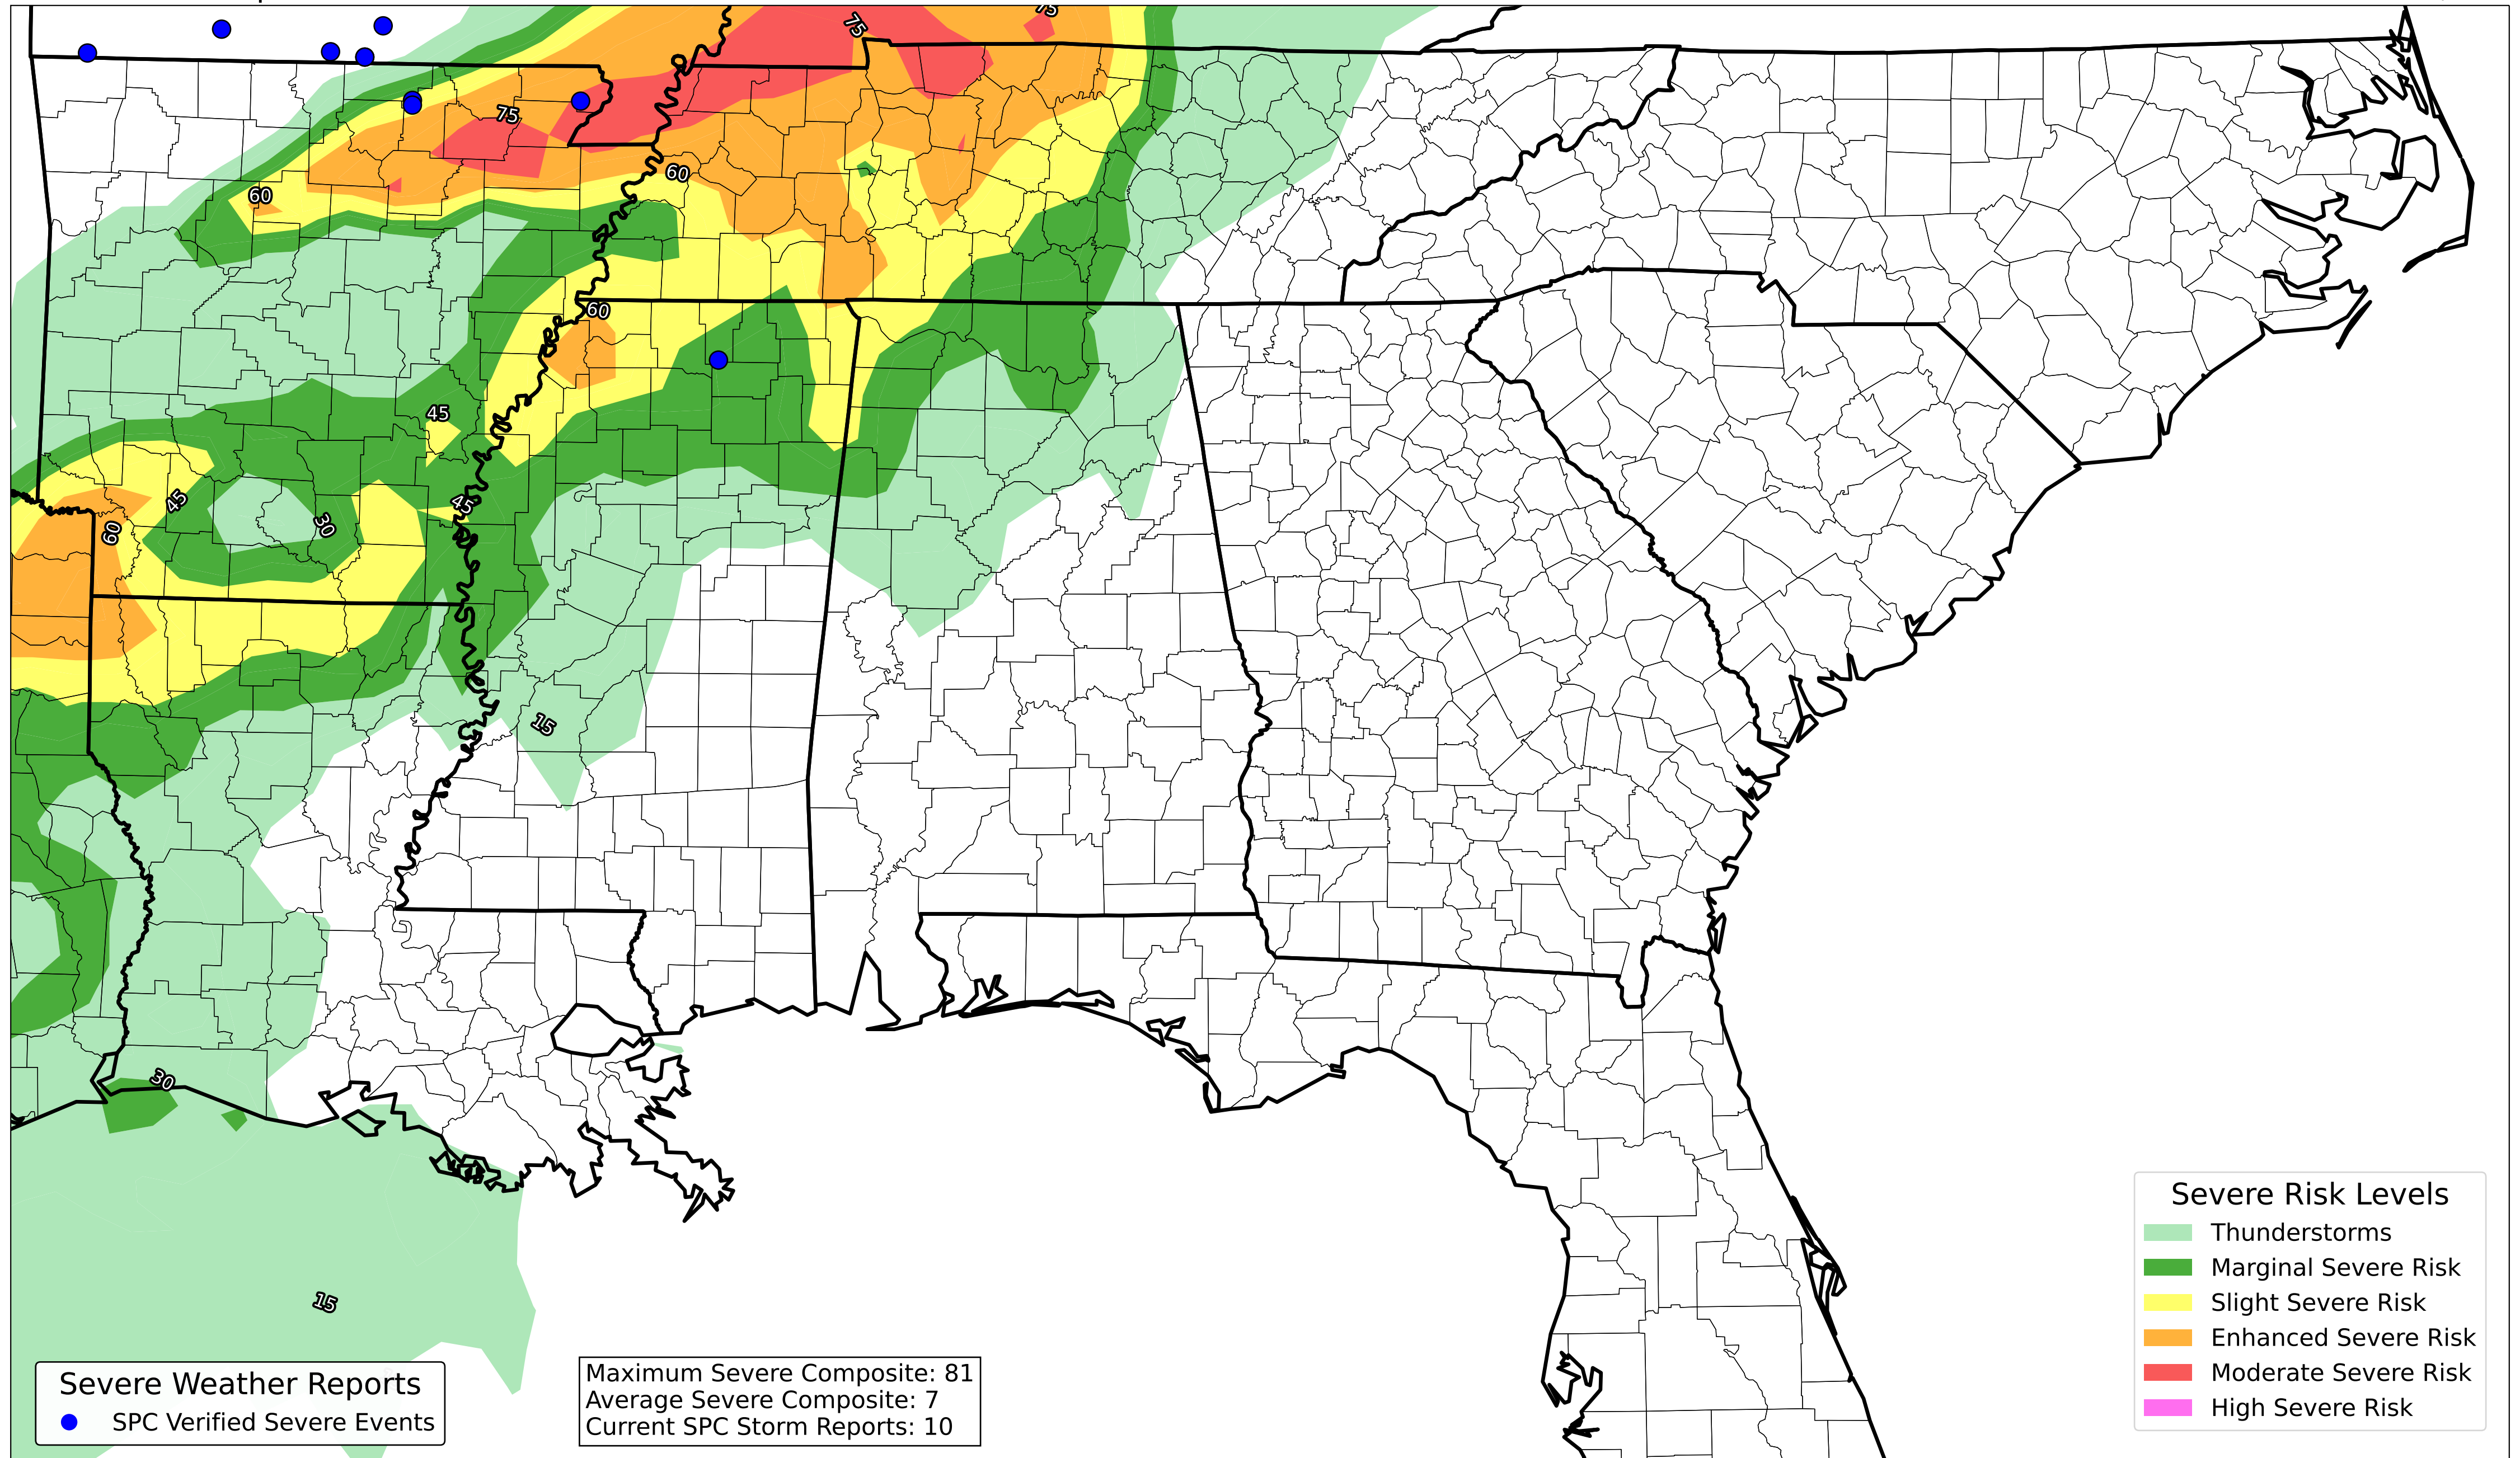 75
75
75
60
60
60
45
45
45
60
30
15
30
15
Severe Risk Levels
Thunderstorms
Marginal Severe Risk
Slight Severe Risk
Enhanced Severe Risk
Moderate Severe Risk
High Severe Risk
Severe Weather Reports
SPC Verified Severe Events
Maximum Severe Composite: 81
Average Severe Composite: 7
Current SPC Storm Reports: 10